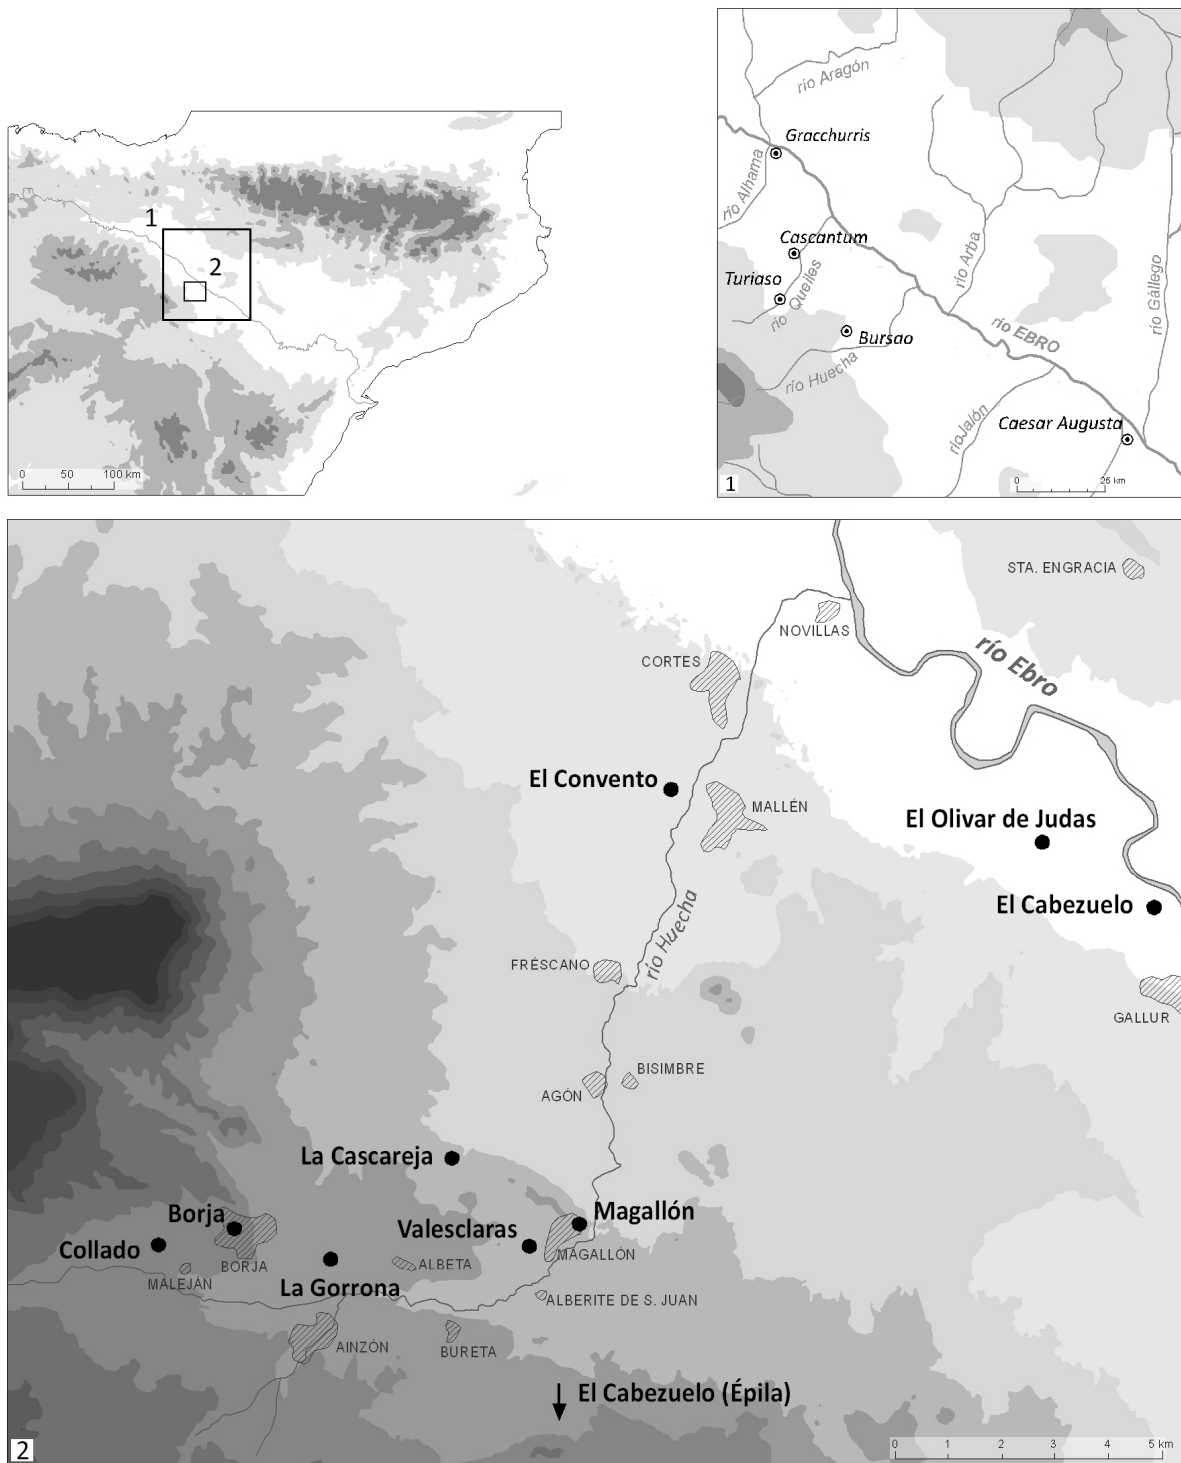 1
2
0 50 100 km
río Aragón
Gracchurris
río Alhama
Cascantum
Turiaso
río Queiles
río Arba
río Gállego
río EBRO
Bursao
río Huecha
ríoJalón
Caesar Augusta
1
0 25 km
STA. ENGRACIA
NOVILLAS
río Ebro
CORTES
El Convento
MALLÉN
El Olivar de Judas
El Cabezuelo
río Huecha
FRÉSCANO
GALLUR
BISIMBRE
AGÓN
La Cascareja
Borja
Magallón
Valesclaras
Collado
MAGALLÓN
BORJA
ALBETA
MALEJÁN
La Gorrona
ALBERITE DE S. JUAN
AINZÓN
BURETA
El Cabezuelo (Épila)
2
0 1 2 3 4 5 km